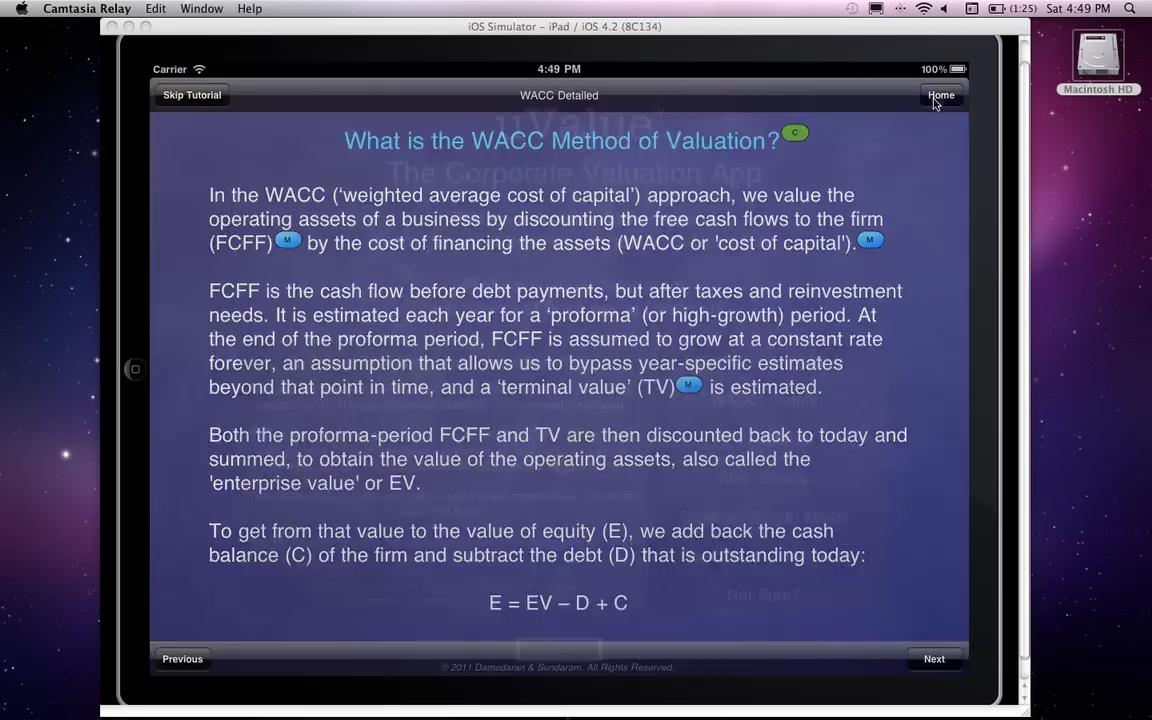 Camtasia Relay Edit Windows Help (1:25) Sat 4:49 PM
iOS Simulator – iPad / iOS 4.2 (8C134)
Macintosh HD
Carrier 4:49 PM 100%
Skip Tutorial WACC Detailed Home
uValue
The Corporate Valuation App
What is the WACC Method of Valuation? C
In the WACC (‘weighted average cost of capital’) approach, we value the
operating assets of a business by discounting the free cash flows to the firm
(FCFF) M by the cost of financing the assets (WACC or 'cost of capital'). M
FCFF is the cash flow before debt payments, but after taxes and reinvestment
needs. It is estimated each year for a ‘proforma’ (or high-growth) period. At
the end of the proforma period, FCFF is assumed to grow at a constant rate
forever, an assumption that allows us to bypass year-specific estimates
beyond that point in time, and a ‘terminal value’ (TV) M is estimated.
Both the proforma-period FCFF and TV are then discounted back to today and
summed, to obtain the value of the operating assets, also called the
'enterprise value' or EV.
To get from that value to the value of equity (E), we add back the cash
balance (C) of the firm and subtract the debt (D) that is outstanding today:
Not Sure?
E = EV – D + C
Previous Next
© 2011 Damodaran & Sundaram. All Rights Reserved.